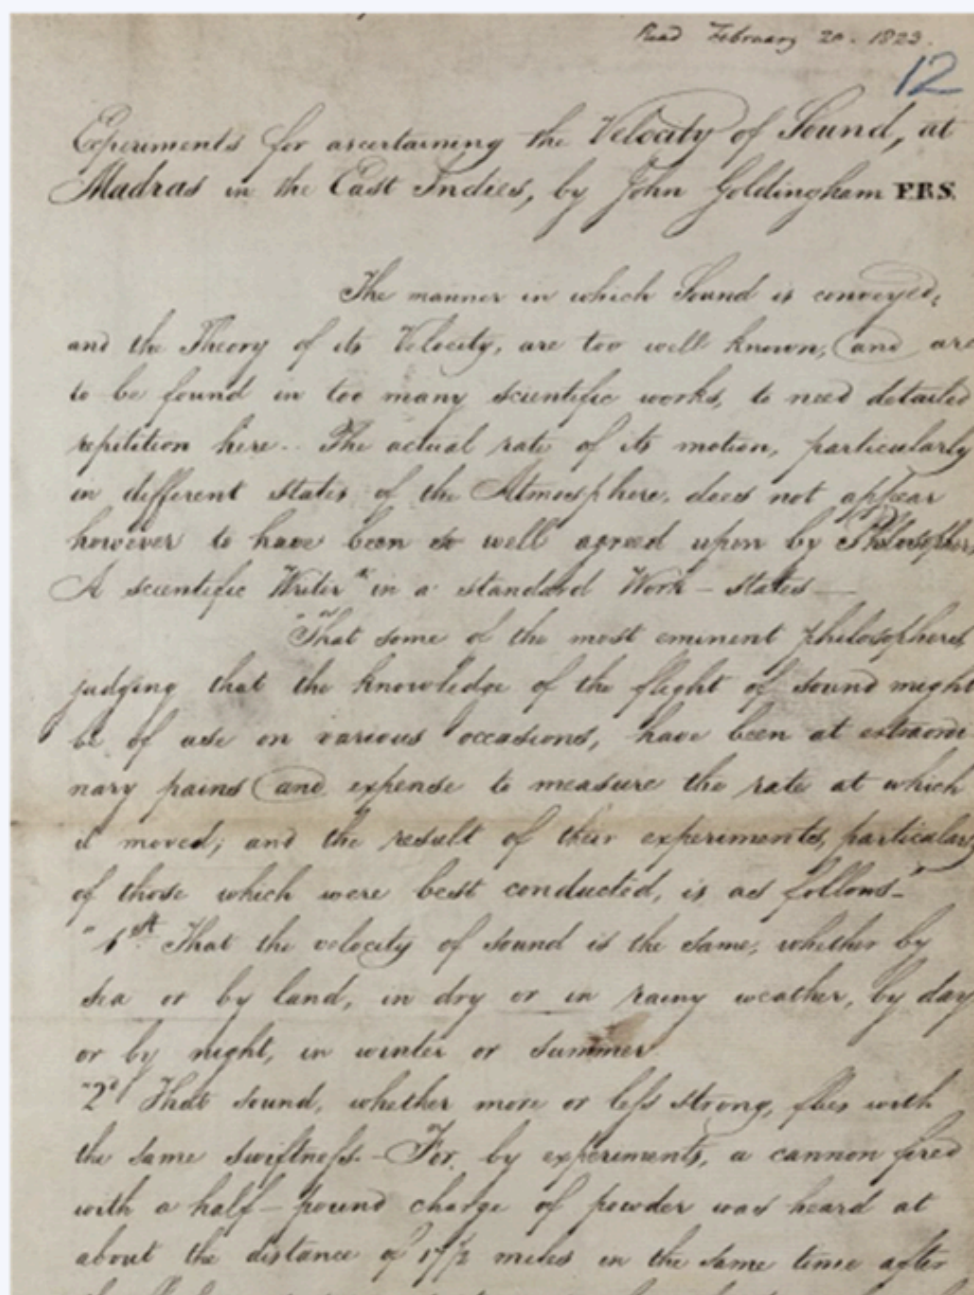 Read February 20. 1823.
12
Experiments for ascertaining the Velocity of Sound, at
Madras in the East Indies, by John Goldingham F.R.S.
The manner in which Sound is conveyed,
and the Theory of its Velocity, are too well known, and are
to be found in too many scientific works, to need detailed
repitition here.. The actual rate of its motion, particularly
in different states of the Atmosphere, does not appear
however to have been so well agreed upon by Philosophers,
A scientific Writer * in a standard Work - states —
"That some of the most eminent philosophers
judging that the knowledge of the flight of sound might
be of use on various occasions, have been at extraordi-
nary pains and expense to measure the rate at which
it moved; and the result of their experiments, particularly
of those which were best conducted, is as follows-"
"1st. That the velocity of sound is the same, whether by
sea or by land, in dry or in rainy weather, by day
or by night, in winter or summer.
"2d That sound, whether more or less strong, flies with
the same swiftness. - For, by experiments, a cannon fired
with a half-pound charge of powder was heard at
about the distance of 17½ miles in the same time after